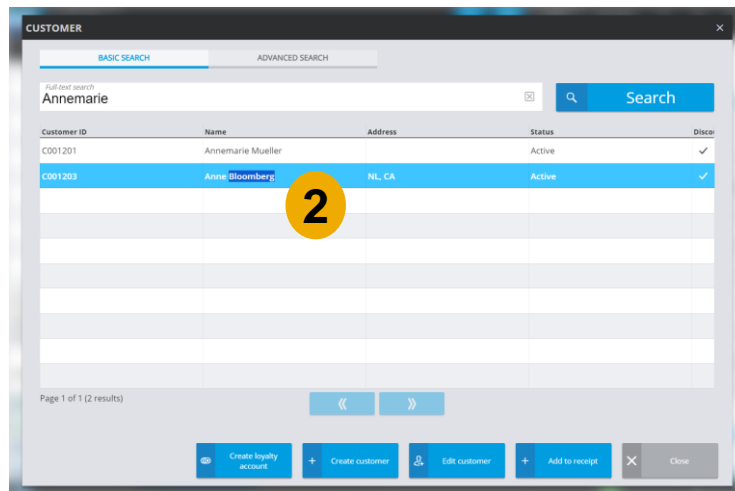 CUSTOMER ×
BASIC SEARCH ADVANCED SEARCH
Full-text search
Annemarie
Search
Customer ID Name Address Status Disco
C001201 Annemarie Mueller Active ✓
C001203 Anne Bloomberg NL, CA Active ✓
2
Page 1 of 1 (2 results) « »
Create loyalty
account
+ Create customer
Edit customer
+ Add to receipt
× Close